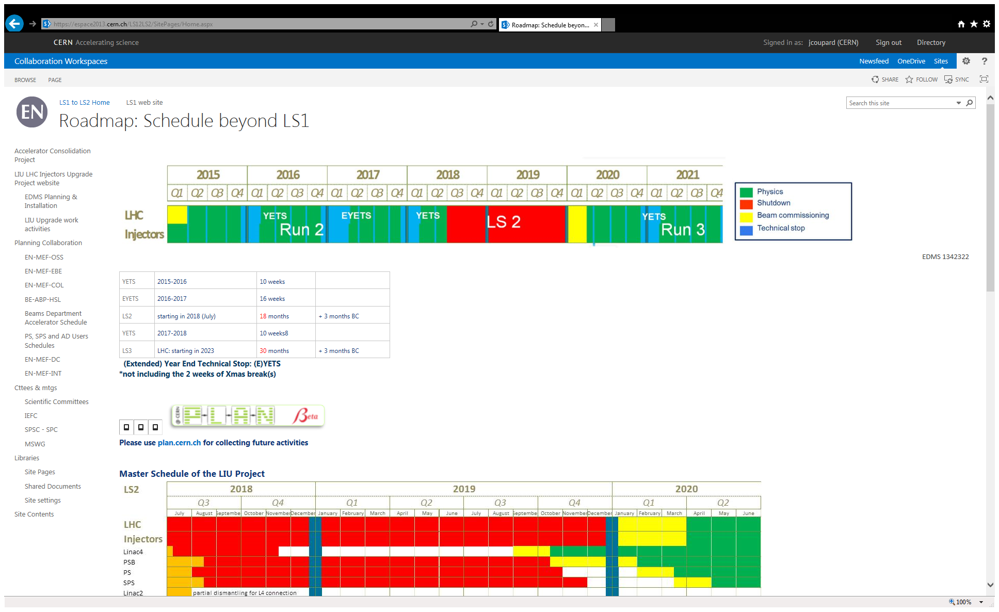 https://espace2013.cern.ch/LS12LS2/SitePages/Home.aspx
Roadmap: Schedule beyon...
CERN Accelerating science
Signed in as: jcoupard (CERN) Sign out Directory
Collaboration Workspaces
Newsfeed OneDrive Sites
BROWSE PAGE
SHARE FOLLOW SYNC
EN
LS1 to LS2 Home LS1 web site
Search this site
Roadmap: Schedule beyond LS1
Accelerator Consolidation
Project
LIU LHC Injectors Upgrade
Project website
EDMS Planning &
Installation
LIU Upgrade work
activities
Planning Collaboration
EN-MEF-OSS
EN-MEF-EBE
EN-MEF-COL
BE-ABP-HSL
Beams Department
Accelerator Schedule
PS, SPS and AD Users
Schedules
EN-MEF-DC
EN-MEF-INT
Cttees & mtgs
Scientific Committees
IEFC
SPSC - SPC
MSWG
Libraries
Site Pages
Shared Documents
Site settings
Site Contents
2015 2016 2017 2018 2019 2020 2021
Q1 Q2 Q3 Q4 Q1 Q2 Q3 Q4 Q1 Q2 Q3 Q4 Q1 Q2 Q3 Q4 Q1 Q2 Q3 Q4 Q1 Q2 Q3 Q4 Q1 Q2 Q3 Q4
LHC
Injectors
YETS EYETS YETS LS 2 YETS
Run 2 Run 3
Physics
Shutdown
Beam commissioning
Technical stop
EDMS 1342322
YETS 2015-2016 10 weeks
EYETS 2016-2017 16 weeks
LS2 starting in 2018 (July) 18 months + 3 months BC
YETS 2017-2018 10 weeks8
LS3 LHC: starting in 2023 30 months + 3 months BC
(Extended) Year End Technical Stop: (E)YETS
*not including the 2 weeks of Xmas break(s)
@ CERN PLAN Beta
Please use plan.cern.ch for collecting future activities
Master Schedule of the LIU Project
LS2 2018 2019 2020
Q3 Q4 Q1 Q2 Q3 Q4 Q1 Q2
July August Septembe October November December January February March April May June July August Septembe October November December January February March April May June
LHC
Injectors
Linac4
PSB
PS
SPS
Linac2 partial dismantling for L4 connection
100%